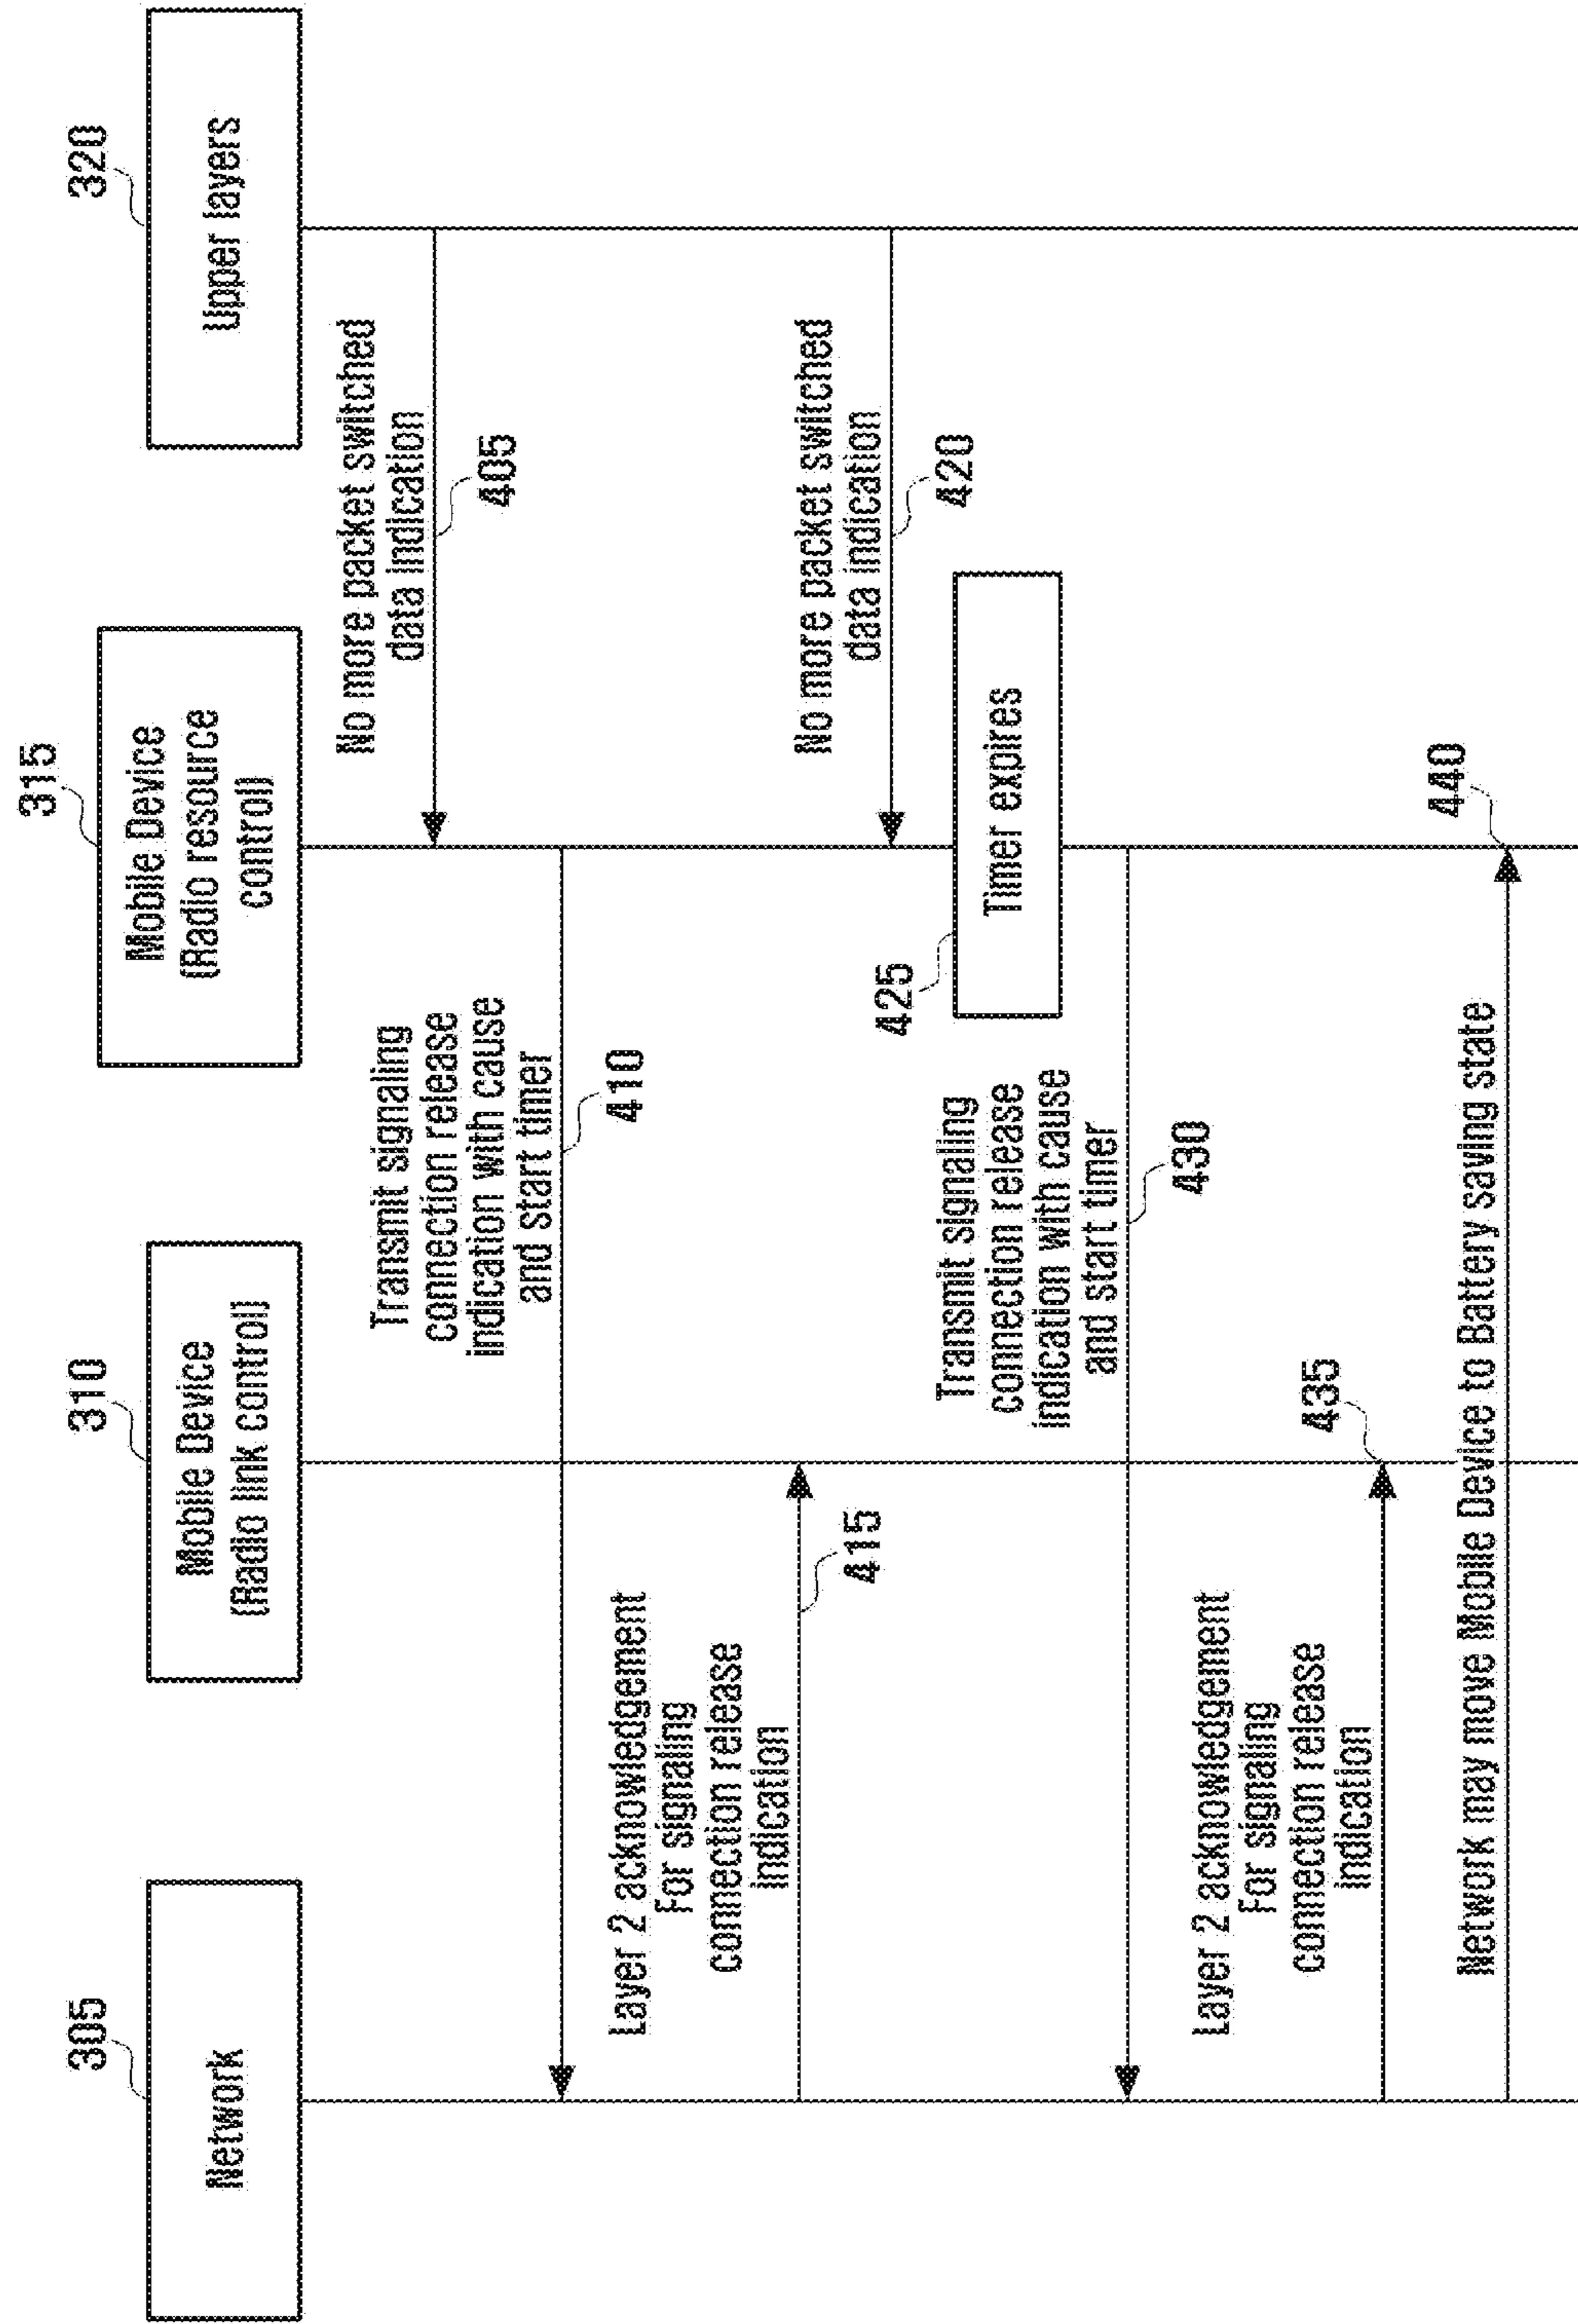 305
Network
310
Mobile Device
(Radio link control)
315
Mobile Device
(Radio resource
control)
320
Upper layers
No more packet switched
data indication
405
Transmit signaling
connection release
indication with cause
and start timer
410
Layer 2 acknowledgement
For signaling
connection release
indication
415
No more packet switched
data indication
420
425
Timer expires
Transmit signaling
connection release
indication with cause
and start timer
430
Layer 2 acknowledgement
For signaling
connection release
indication
435
Network may move Mobile Device to Battery saving state
440